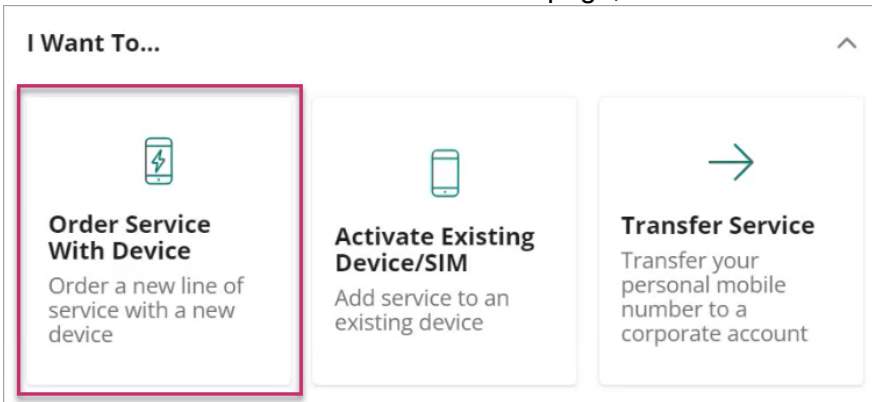 page,
I Want To...
Order Service
With Device
Order a new line of
service with a new
device
Activate Existing
Device/SIM
Add service to an
existing device
Transfer Service
Transfer your
personal mobile
number to a
corporate account